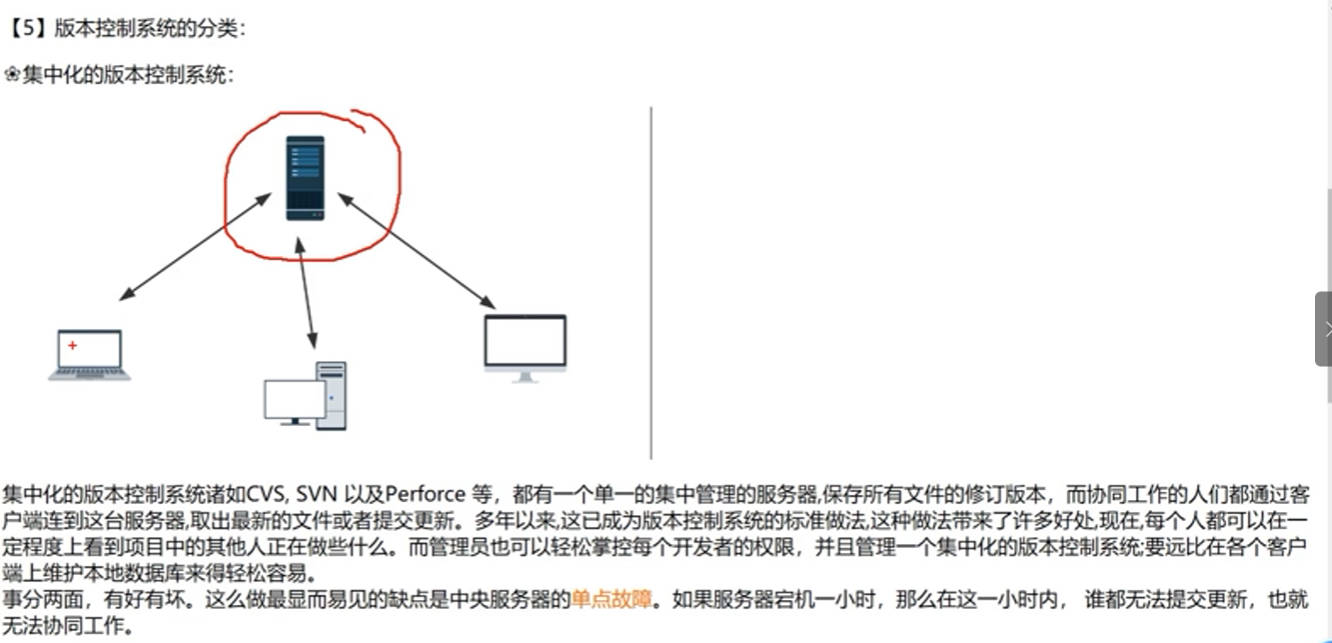 【5】版本控制系统的分类：
❀集中化的版本控制系统：
集中化的版本控制系统诸如CVS, SVN 以及Perforce 等，都有一个单一的集中管理的服务器,保存所有文件的修订版本，而协同工作的人们都通过客
户端连到这台服务器,取出最新的文件或者提交更新。多年以来,这已成为版本控制系统的标准做法,这种做法带来了许多好处,现在,每个人都可以在一
定程度上看到项目中的其他人正在做些什么。而管理员也可以轻松掌控每个开发者的权限，并且管理一个集中化的版本控制系统;要远比在各个客户
端上维护本地数据库来得轻松容易。
事分两面，有好有坏。这么做最显而易见的缺点是中央服务器的单点故障。如果服务器宕机一小时，那么在这一小时内， 谁都无法提交更新，也就
无法协同工作。